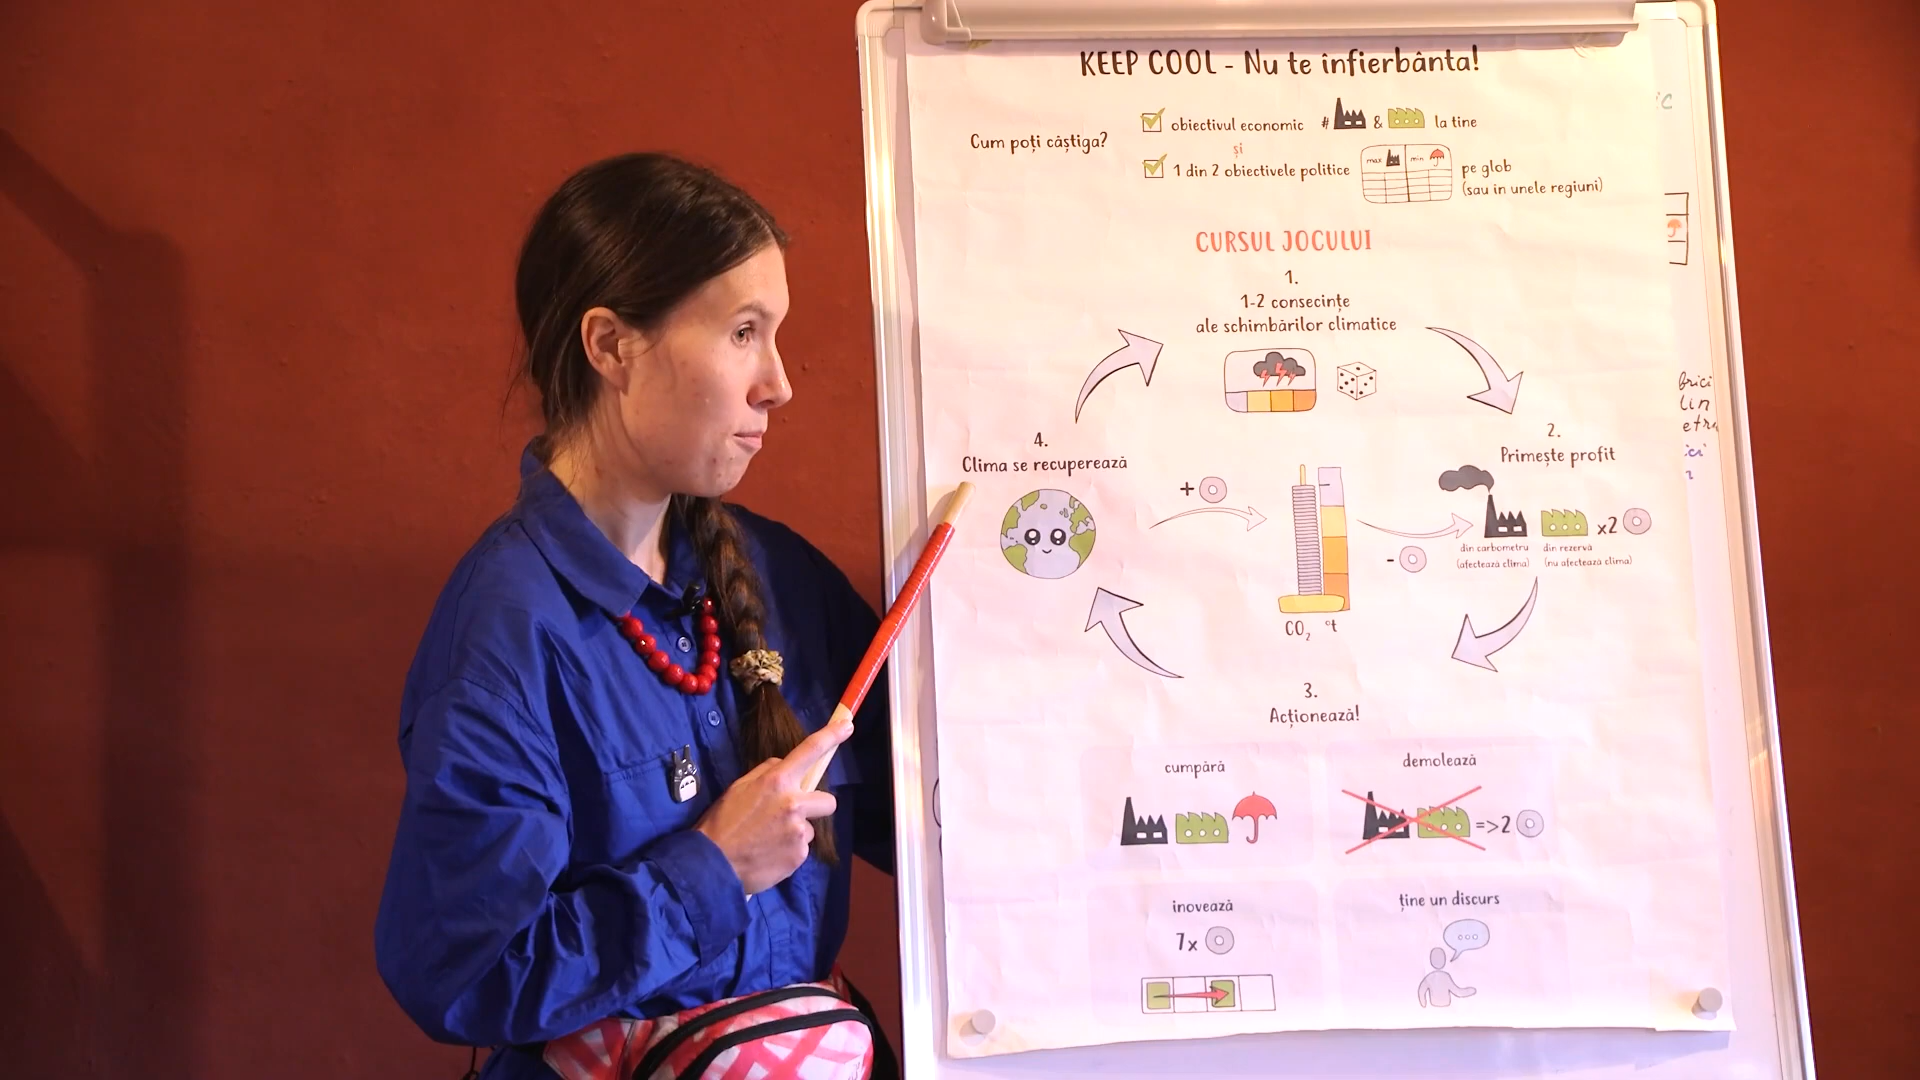 KEEP COOL - Nu te înfierbânta!
Cum poți câștiga?
obiectivul economic # & la tine
și
1 din 2 obiectivele politice
max min
pe glob
(sau in unele regiuni)
CURSUL JOCULUI
1.
1-2 consecințe
ale schimbărilor climatice
2.
Primește profit
x2
din carbometru
(afectează clima)
din rezervă
(nu afectează clima)
4.
Clima se recuperează
+
-
CO₂ °t
3.
Acționează!
cumpără
demolează
=>2
inovează
7x
ține un discurs